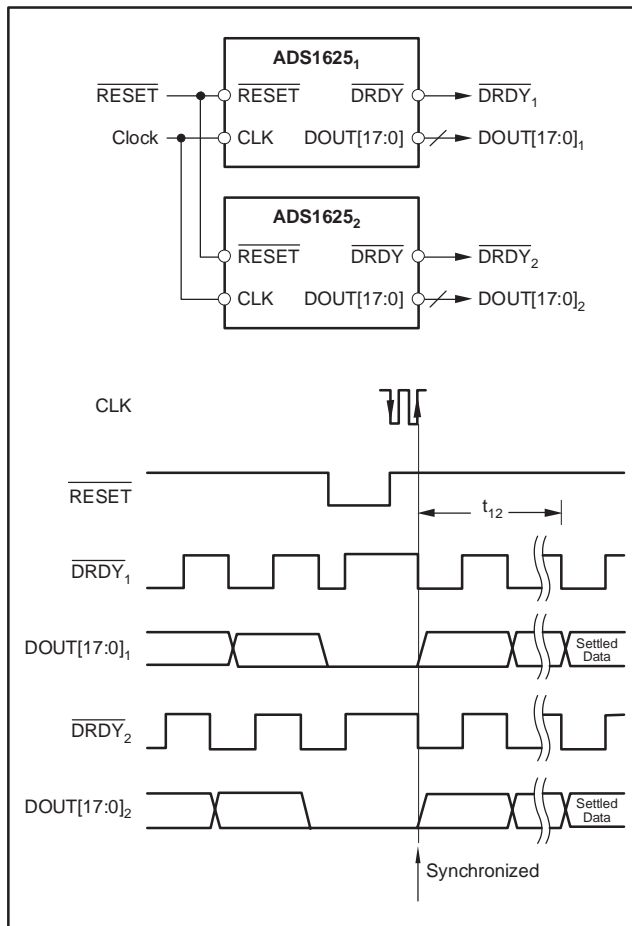 ADS1625₁
RESET RESET DRDY DRDY₁
Clock CLK DOUT[17:0] DOUT[17:0]₁
ADS1625₂
RESET DRDY DRDY₂
CLK DOUT[17:0] DOUT[17:0]₂
CLK
RESET
t₁₂
DRDY₁
DOUT[17:0]₁
Settled
Data
DRDY₂
DOUT[17:0]₂
Settled
Data
Synchronized